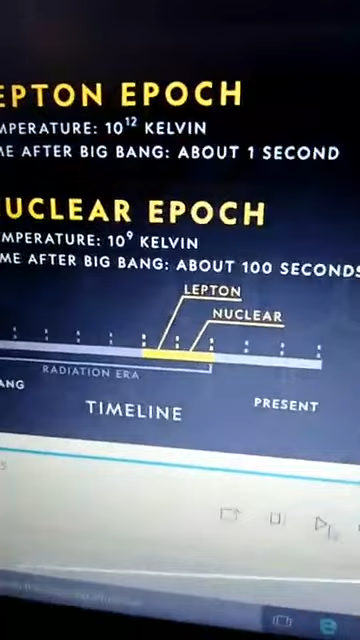 EPTON EPOCH
MPERATURE: 10¹² KELVIN
ME AFTER BIG BANG: ABOUT 1 SECOND
UCLEAR EPOCH
MPERATURE: 10⁹ KELVIN
ME AFTER BIG BANG: ABOUT 100 SECONDS
LEPTON
NUCLEAR
RADIATION ERA
ANG
PRESENT
TIMELINE